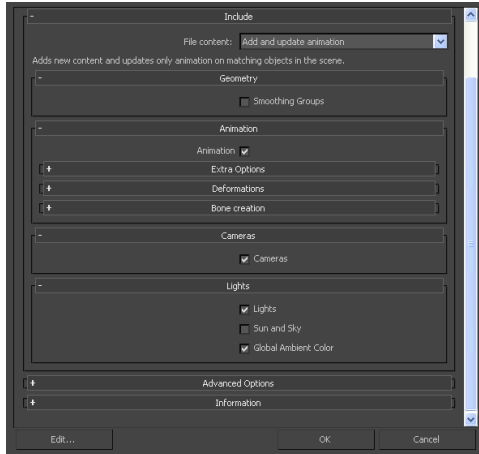 - Include
File content: Add and update animation
Adds new content and updates only animation on matching objects in the scene.
- Geometry
Smoothing Groups
- Animation
Animation
+ Extra Options
+ Deformations
+ Bone creation
- Cameras
Cameras
- Lights
Lights
Sun and Sky
Global Ambient Color
+ Advanced Options
+ Information
Edit... OK Cancel